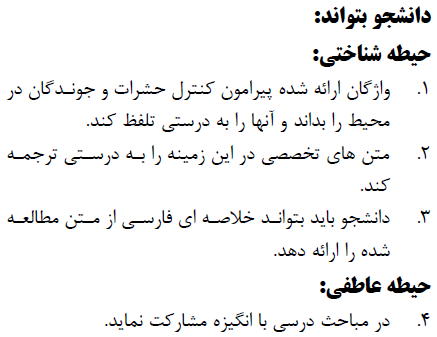 دانشجو بتواند:
حیطه شناختی:
۱. واژگان ارائه شده پیرامون کنترل حشرات و جوندگان در
محیط را بداند و آنها را به درستی تلفظ کند.
۲. متن های تخصصی در این زمینه را به درستی ترجمه
کند.
۳. دانشجو باید بتواند خلاصه ای فارسی از متن مطالعه
شده را ارائه دهد.
حیطه عاطفی:
۴. در مباحث درسی با انگیزه مشارکت نماید.